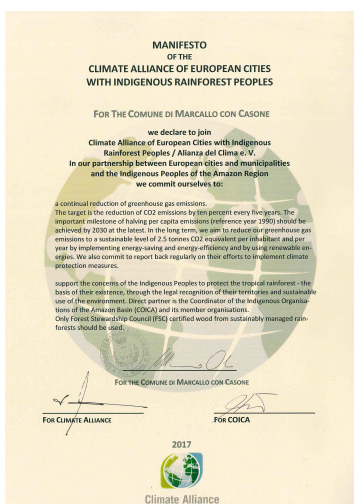 MANIFESTO
OF THE
CLIMATE ALLIANCE OF EUROPEAN CITIES
WITH INDIGENOUS RAINFOREST PEOPLES
FOR THE COMUNE DI MARCALLO CON CASONE
we declare to join
Climate Alliance of European Cities with Indigenous
Rainforest Peoples / Alianza del Clima e. V.
In our partnership between European cities and municipalities
and the Indigenous Peoples of the Amazon Region
we commit ourselves to:
a continual reduction of greenhouse gas emissions.
The target is the reduction of CO2 emissions by ten percent every five years. The
important milestone of halving per capita emissions (reference year 1990) should be
achieved by 2030 at the latest. In the long term, we aim to reduce our greenhouse gas
emissions to a sustainable level of 2.5 tonnes CO2 equivalent per inhabitant and per
year by implementing energy-saving and energy-efficiency and by using renewable en-
ergies. We also commit to report back regularly on their efforts to implement climate
protection measures.
support the concerns of the Indigenous Peoples to protect the tropical rainforest - the
basis of their existence, through the legal recognition of their territories and sustainable
use of the environment. Direct partner is the Coordinator of the Indigenous Organisa-
tions of the Amazon Basin (COICA) and its member organisations.
Only Forest Stewardship Council (FSC) certified wood from sustainably managed rain-
forests should be used.
FOR THE COMUNE DI MARCALLO CON CASONE
FOR CLIMATE ALLIANCE
FOR COICA
2017
Climate Alliance